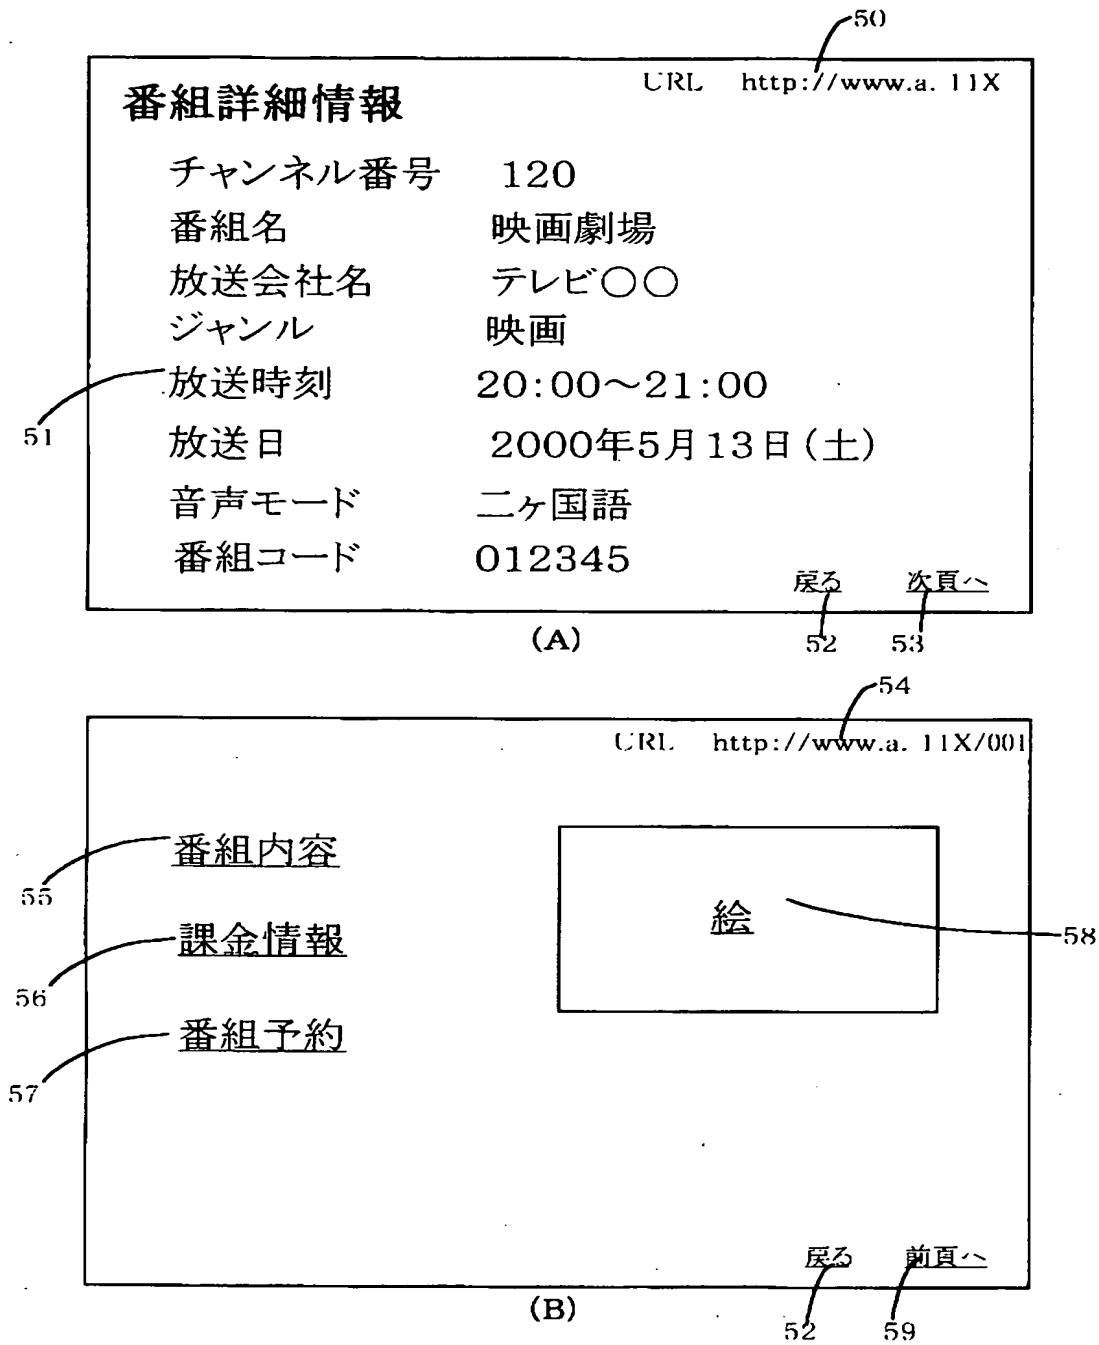 50
URL http://www.a. 11X
番組詳細情報
チャンネル番号 120
番組名 映画劇場
放送会社名 テレビ〇〇
ジャンル 映画
放送時刻 20:00〜21:00
51
放送日 2000年5月13日(土)
音声モード 二ヶ国語
番組コード 012345
戻る 次頁へ
(A)
52 53
54
URL http://www.a. 11X/001
番組内容
55
絵
58
課金情報
56
番組予約
57
戻る 前頁へ
(B)
52 59